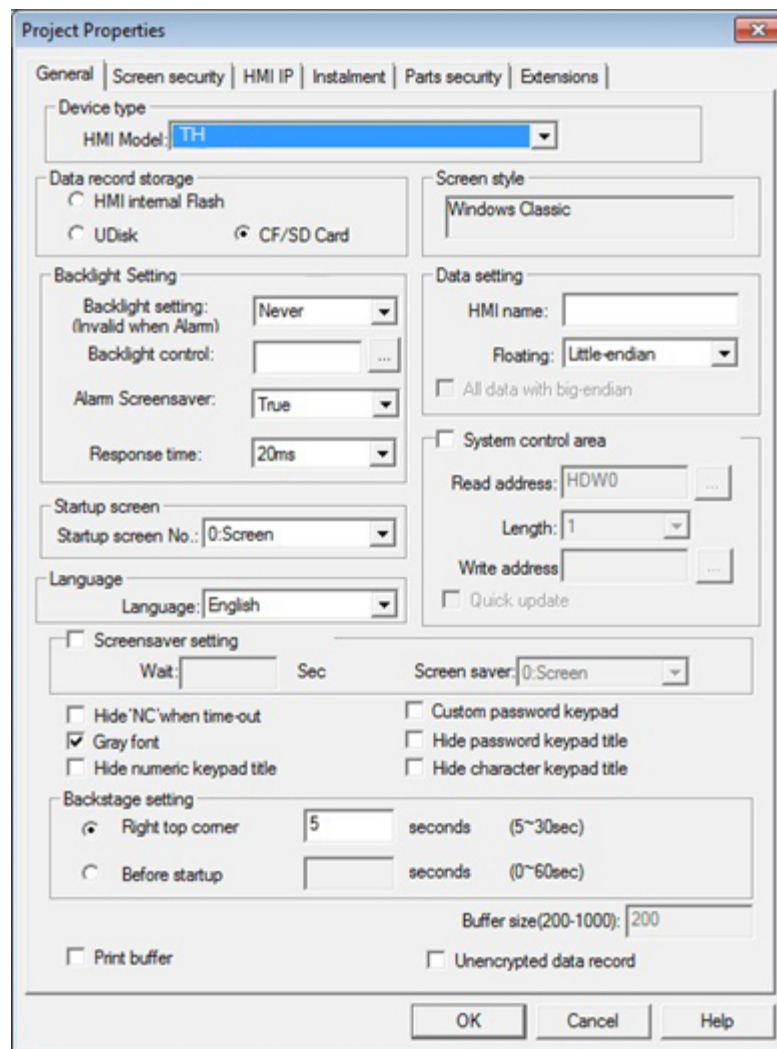 Project Properties
General Screen security HMI IP Instalment Parts security Extensions
Device type
HMI Model: TH
Data record storage
HMI internal Flash
UDisk CF/SD Card
Screen style
Windows Classic
Backlight Setting
Backlight setting: Never
(Invalid when Alarm)
Backlight control: ...
Alarm Screensaver: True
Response time: 20ms
Data setting
HMI name:
Floating: Little-endian
All data with big-endian
System control area
Read address: HDW0 ...
Length: 1
Write address ...
Quick update
Startup screen
Startup screen No.: 0:Screen
Language
Language: English
Screensaver setting
Wait: Sec Screen saver: 0:Screen
Hide'NC'when time-out Custom password keypad
Gray font Hide password keypad title
Hide numeric keypad title Hide character keypad title
Backstage setting
Right top corner 5 seconds (5~30sec)
Before startup seconds (0~60sec)
Buffer size(200-1000): 200
Print buffer Unencrypted data record
OK Cancel Help